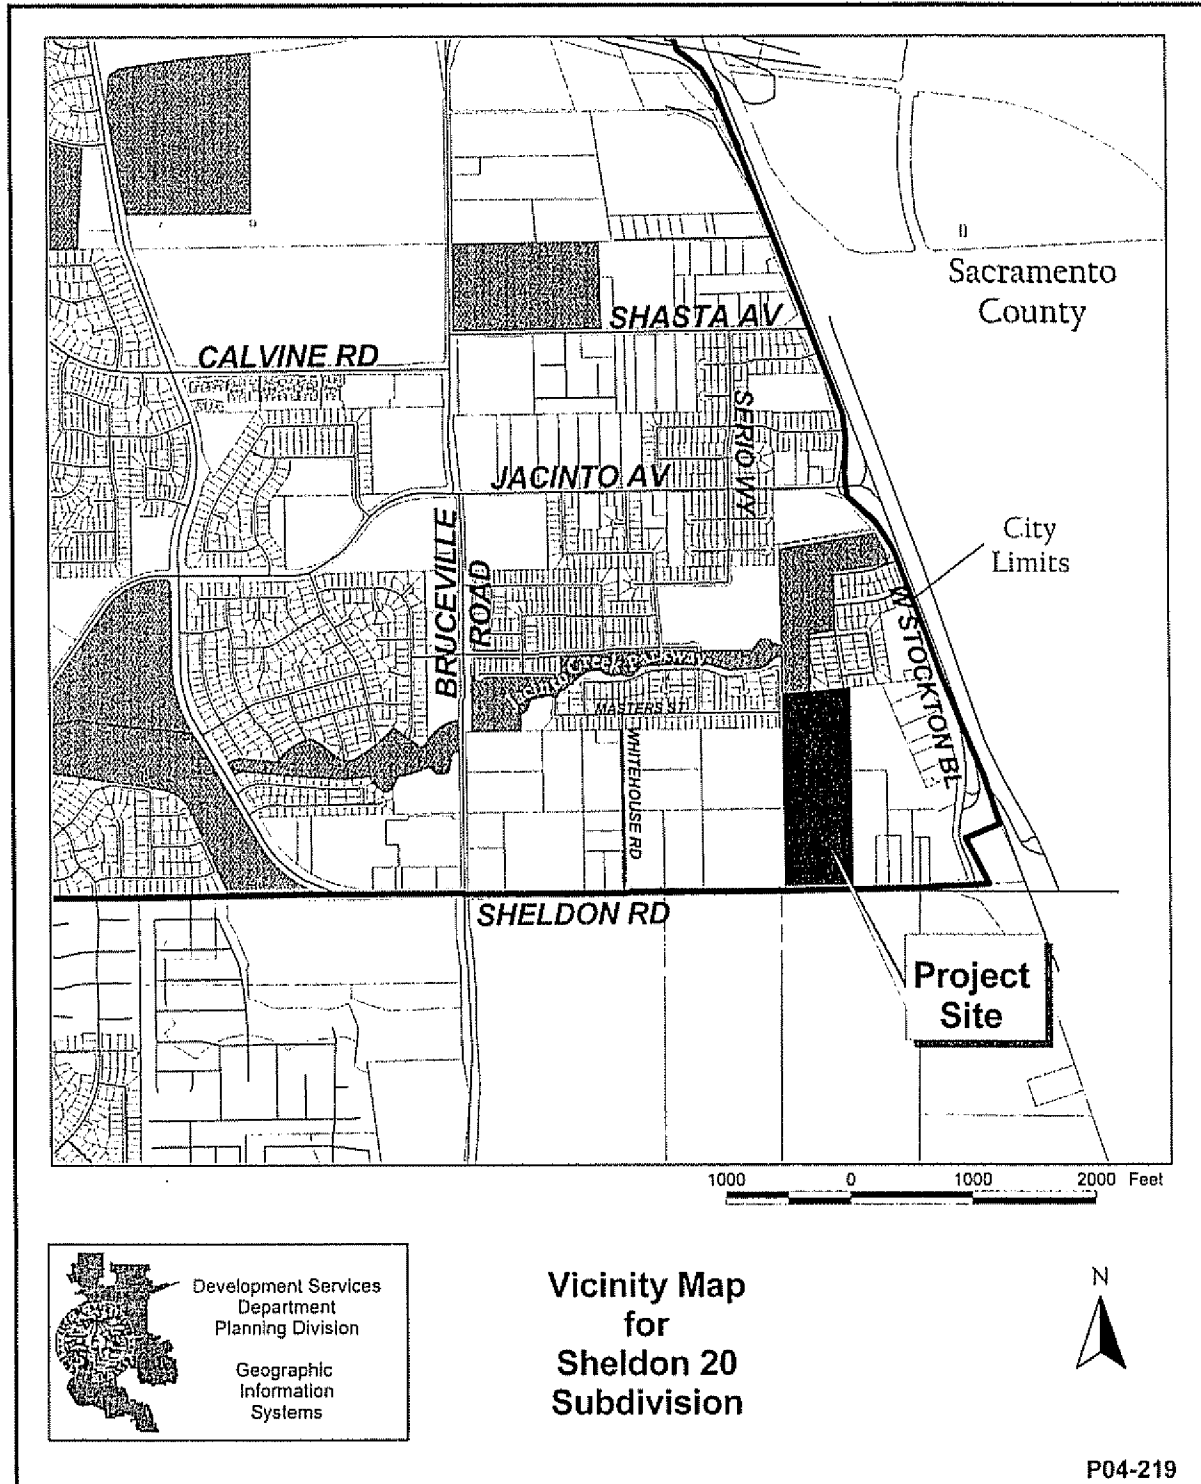 Sacramento
County
SHASTA AV
CALVINE RD
SERIO WY
JACINTO AV
City
Limits
BRUCEVILLE
ROAD
W STOCKTON BL
Creek Parkway
MASTERS ST
WHITEHOUSE RD
SHELDON RD
Project
Site
1000 0 1000 2000 Feet
Development Services
Department
Planning Division
Geographic
Information
Systems
Vicinity Map
for
Sheldon 20
Subdivision
N
P04-219